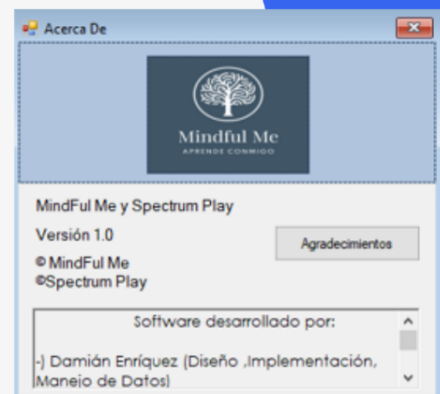 Acerca De
Mindful Me
APRENDE CONMIGO
MindFul Me y Spectrum Play
Versión 1.0
Agradecimientos
© MindFul Me
©Spectrum Play
Software desarrollado por:
-) Damián Enríquez (Diseño ,Implementación,
Manejo de Datos)